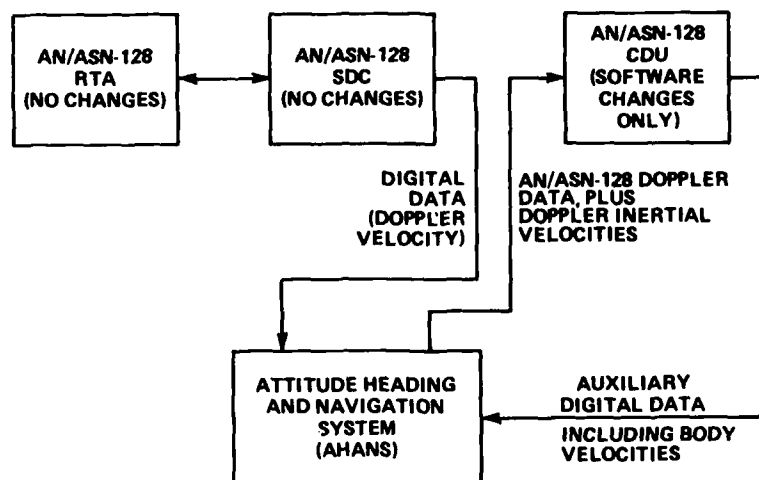 AN/ASN-128
RTA
(NO CHANGES)
AN/ASN-128
SDC
(NO CHANGES)
AN/ASN-128
CDU
(SOFTWARE
CHANGES
ONLY)
DIGITAL
DATA
(DOPPLER
VELOCITY)
AN/ASN-128 DOPPLER
DATA, PLUS
DOPPLER INERTIAL
VELOCITIES
ATTITUDE HEADING
AND NAVIGATION
SYSTEM
(AHANS)
AUXILIARY
DIGITAL DATA
INCLUDING BODY
VELOCITIES